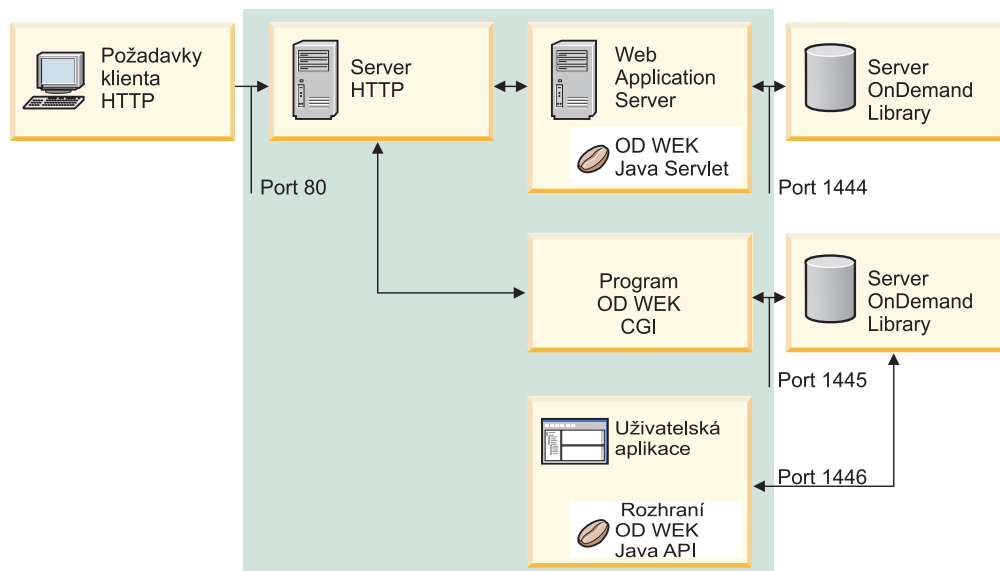 Požadavky
klienta
HTTP
Server
HTTP
Web
Application
Server
OD WEK
Java Servlet
Server
OnDemand
Library
Port 80
Port 1444
Program
OD WEK
CGI
Server
OnDemand
Library
Port 1445
Uživatelská
aplikace
Port 1446
Rozhraní
OD WEK
Java API